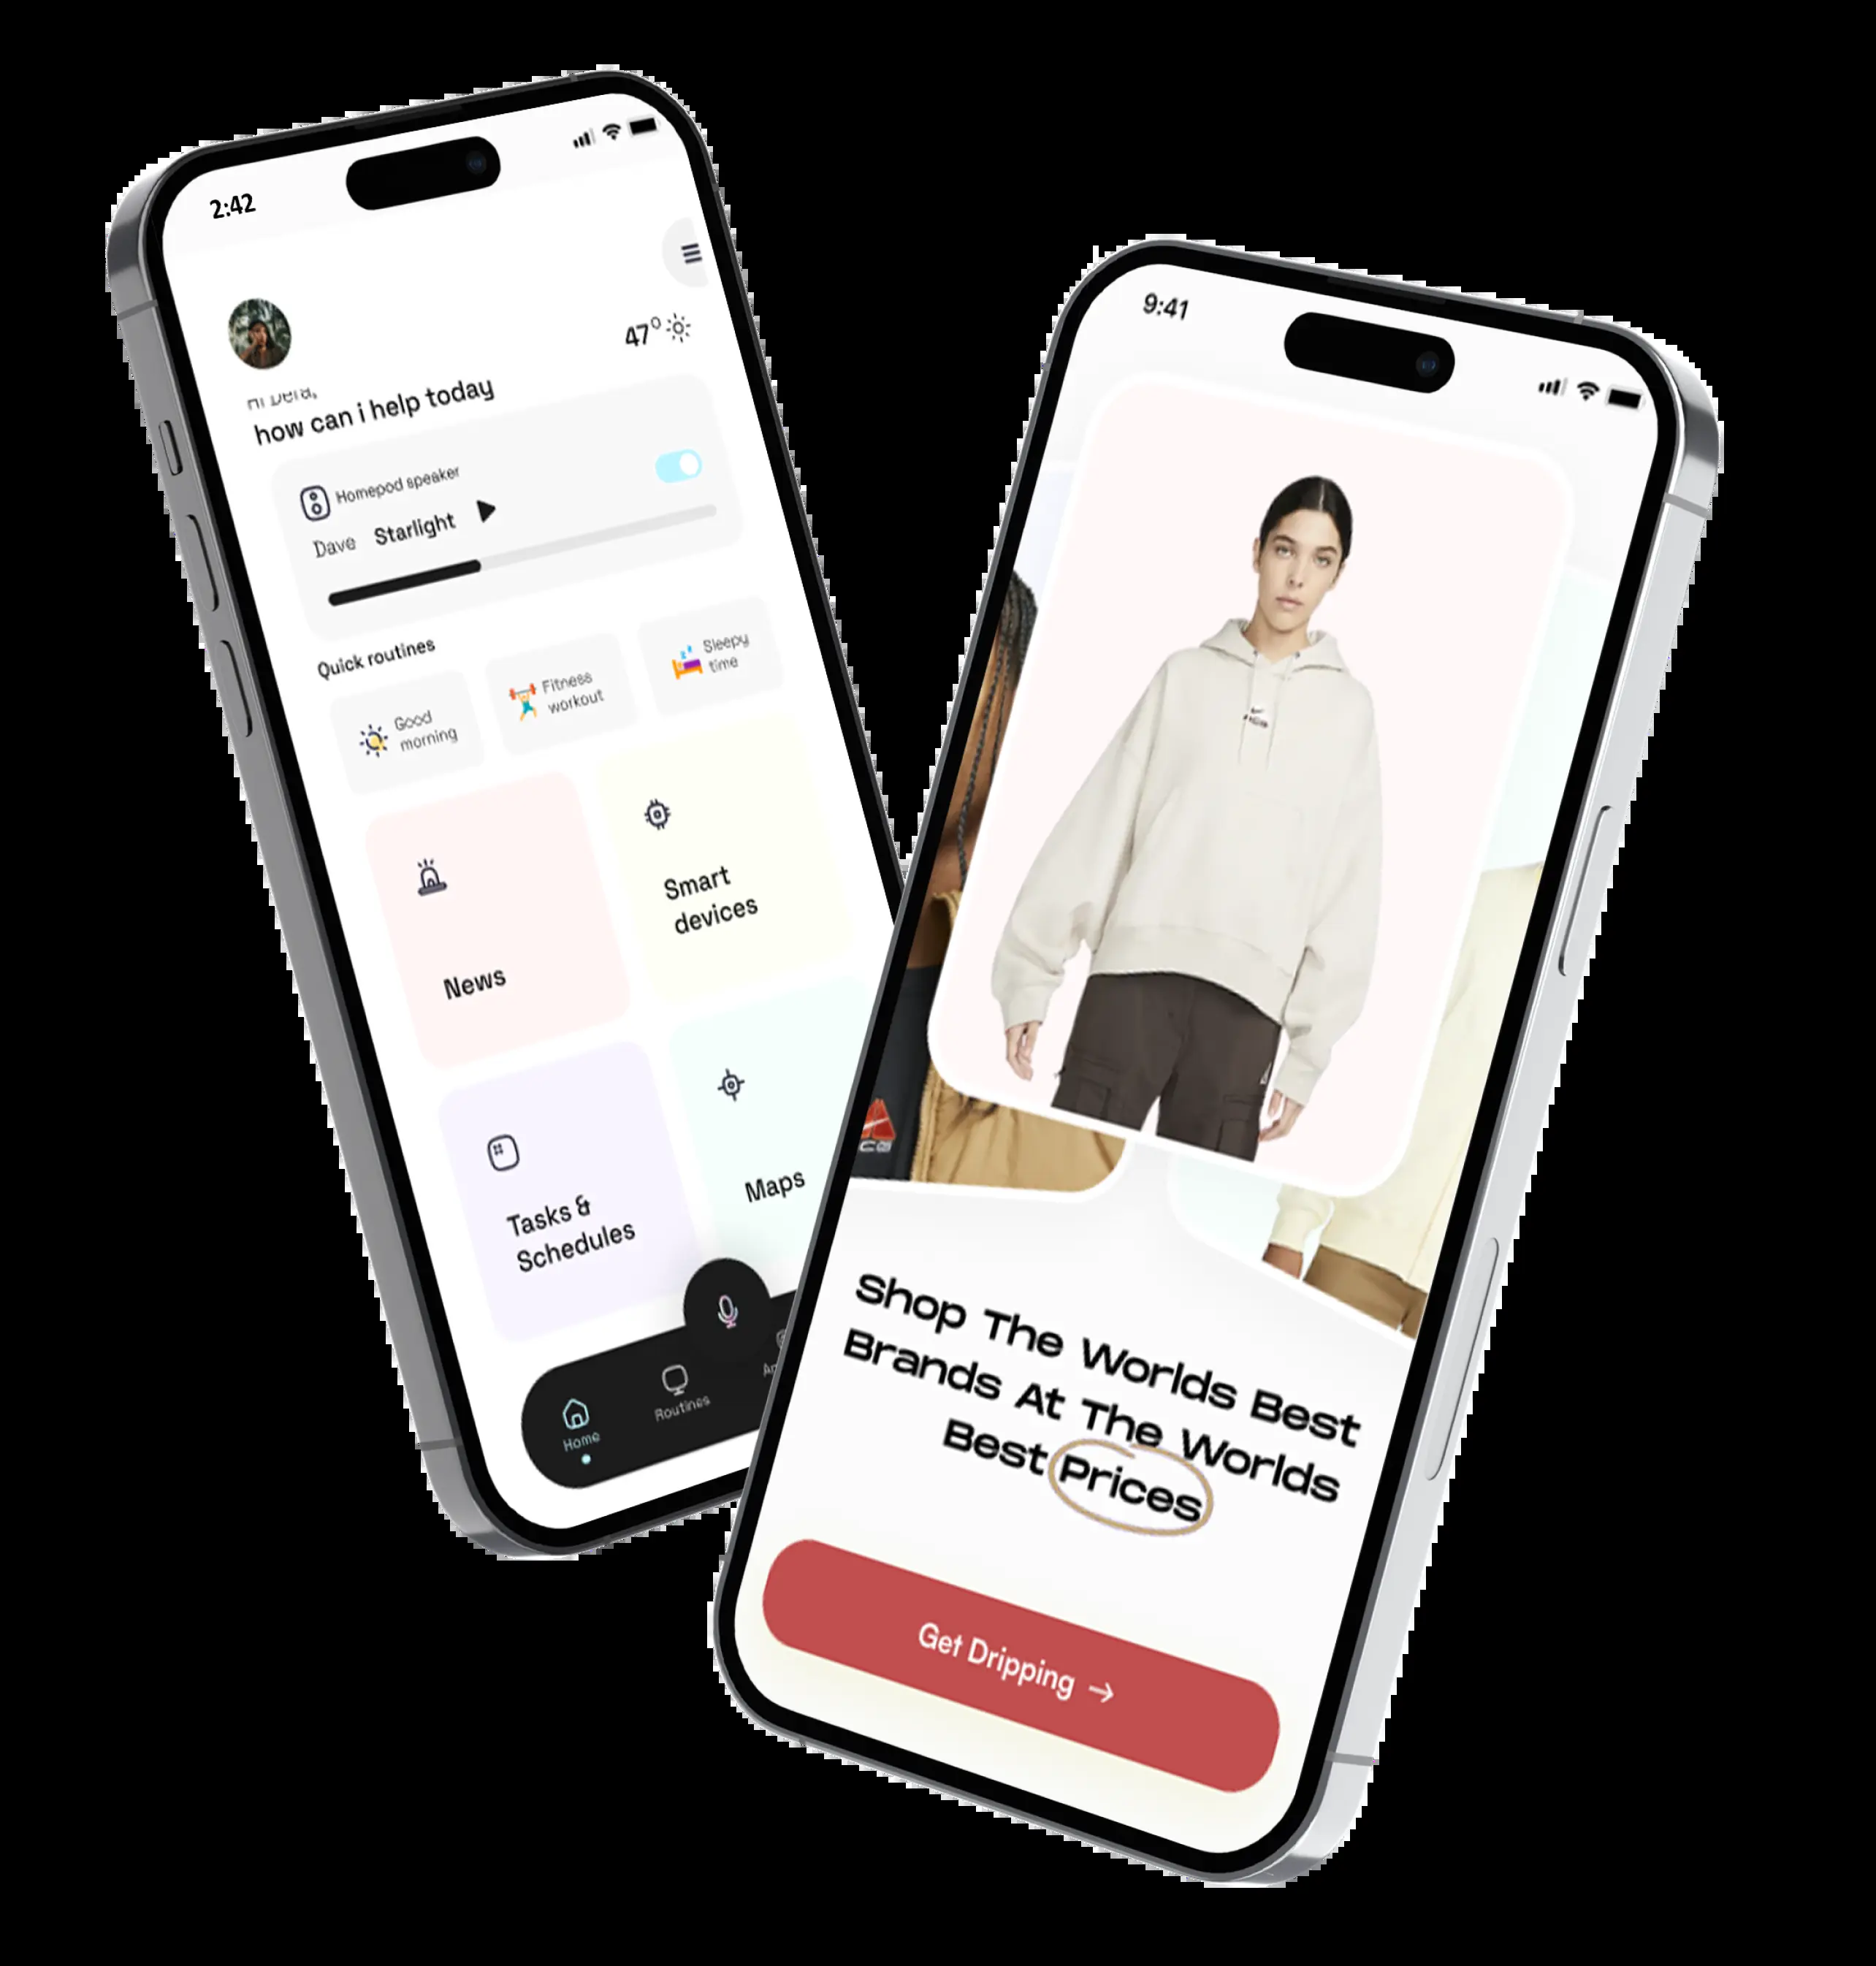 2:42
47°
how can i help today
Homepod speaker
Dave Starlight
Quick routines
Good
morning
Fitness
workout
Sleepy
time
News
Smart
devices
Tasks &
Schedules
Maps
Home
Routines
9:41
Shop The Worlds Best
Brands At The Worlds
Best Prices
Get Dripping →